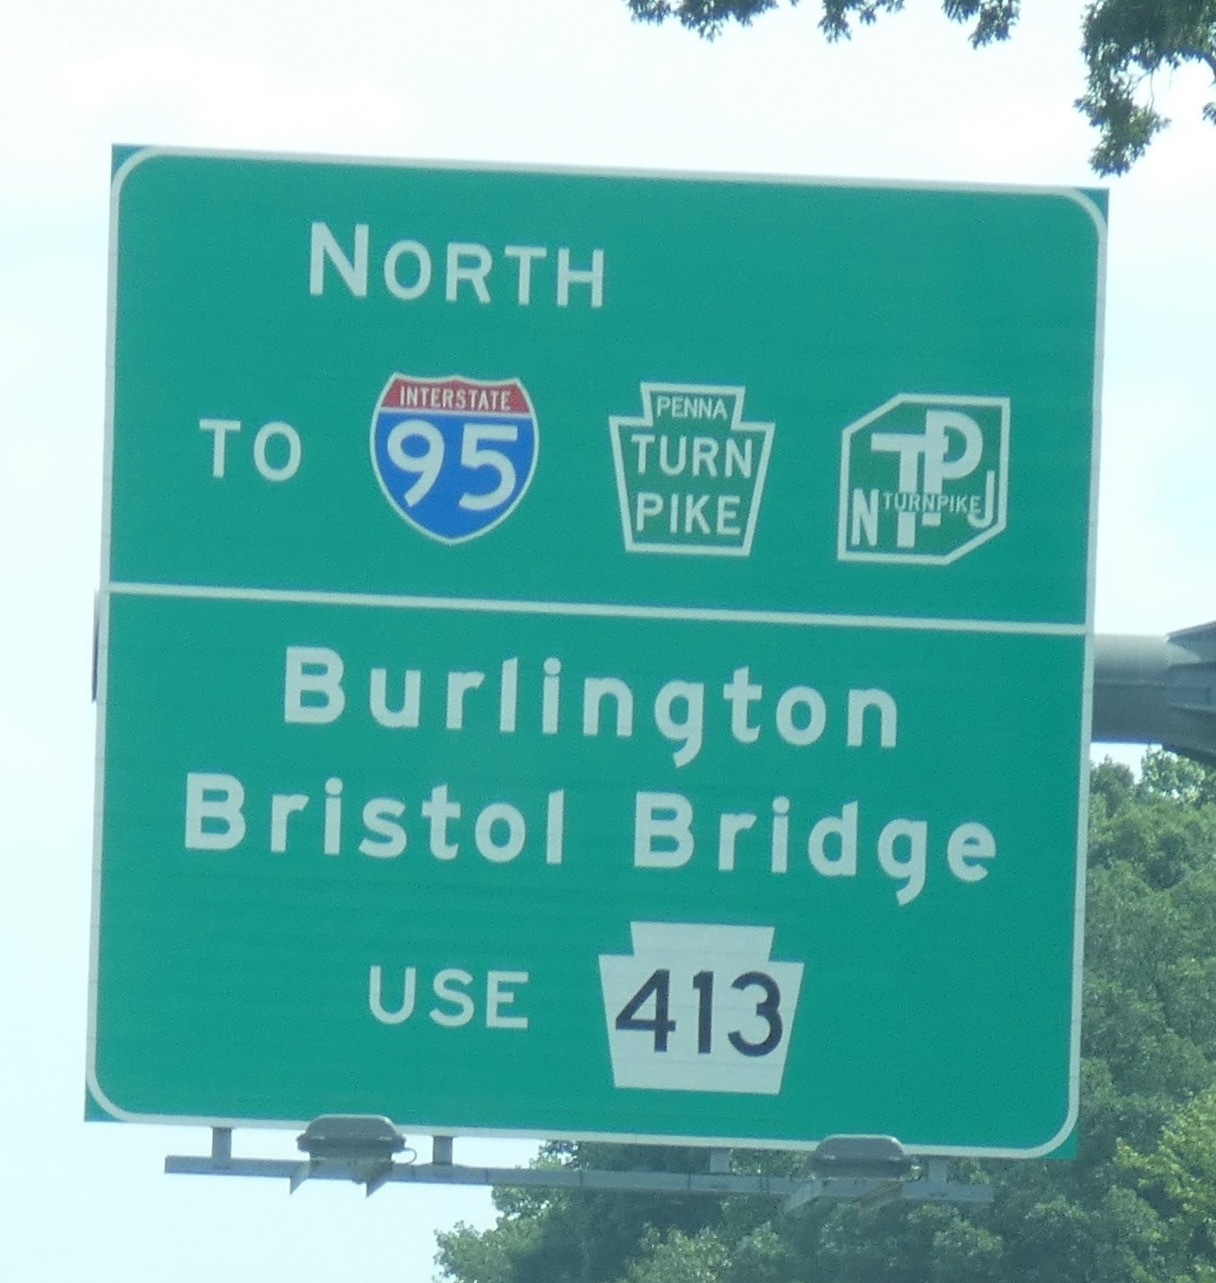 NORTH
TO INTERSTATE 95 PENNA TURN PIKE TP NJ TURNPIKE
Burlington
Bristol Bridge
USE 413